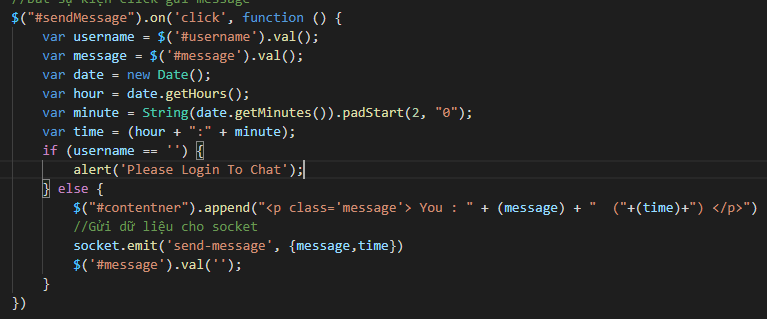 //Bắt sự kiện click gửi message
$("#sendMessage").on('click', function () {
    var username = $('#username').val();
    var message = $('#message').val();
    var date = new Date();
    var hour = date.getHours();
    var minute = String(date.getMinutes()).padStart(2, "0");
    var time = (hour + ":" + minute);
    if (username == '') {
        alert('Please Login To Chat');
    } else {
        $("#contentner").append("<p class='message'> You : " + (message) + "  ("+(time)+") </p>")
        //Gửi dữ liệu cho socket
        socket.emit('send-message', {message,time})
        $('#message').val('');
    }
})